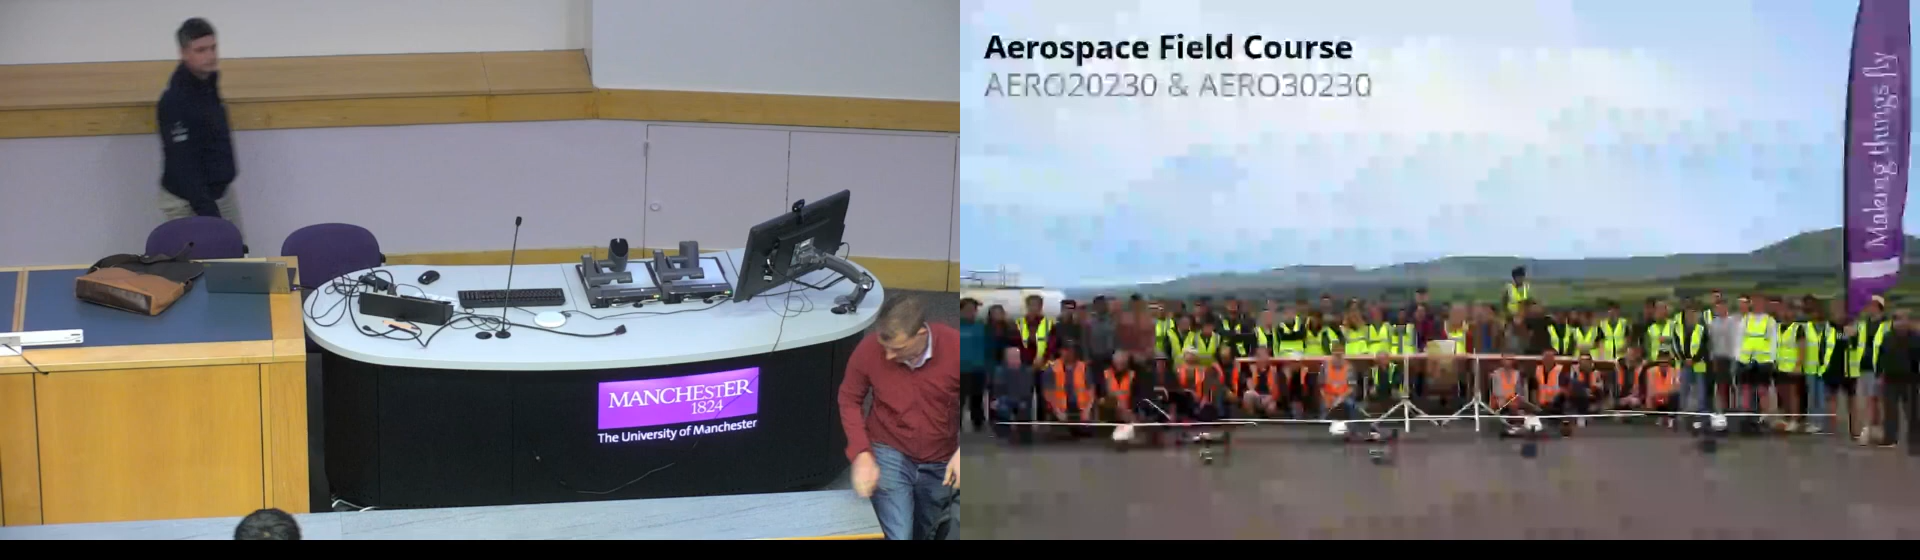 MANCHESTER
1824
The University of Manchester
Aerospace Field Course
AERO20230 & AERO30230
Making things fly